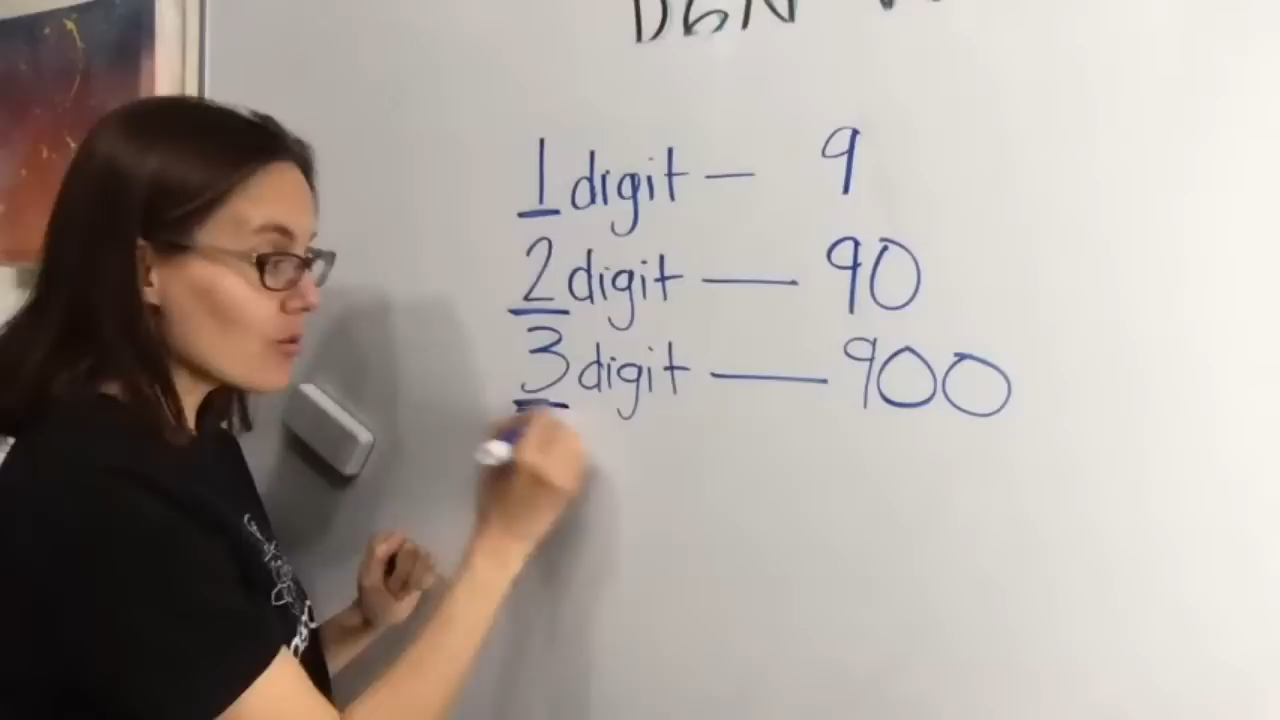 1 digit — 9
2 digit — 90
3 digit — 900